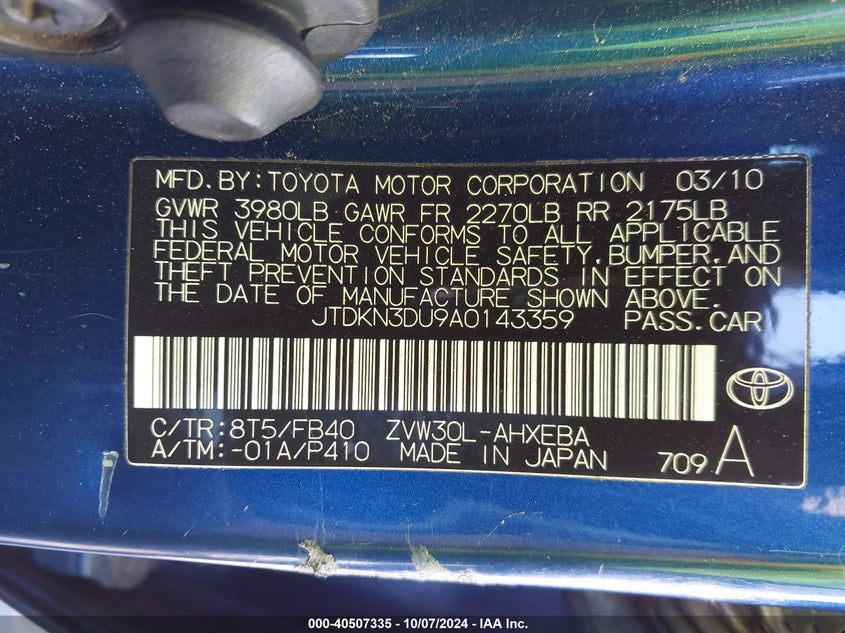 MFD.BY:TOYOTA MOTOR CORPORATION 03/10
GVWR 3980LB GAWR FR 2270LB RR 2175LB
THIS VEHICLE CONFORMS TO ALL APPLICABLE
FEDERAL MOTOR VEHICLE SAFETY,BUMPER,AND
THEFT PREVENTION STANDARDS IN EFFECT ON
THE DATE OF MANUFACTURE SHOWN ABOVE.
JTDKN3DU9A0143359 PASS.CAR
C/TR:8T5/FB40 ZVW30L-AHXEBA
A/TM:-01A/P410 MADE IN JAPAN 709 A
000-40507335 - 10/07/2024 - IAA Inc.